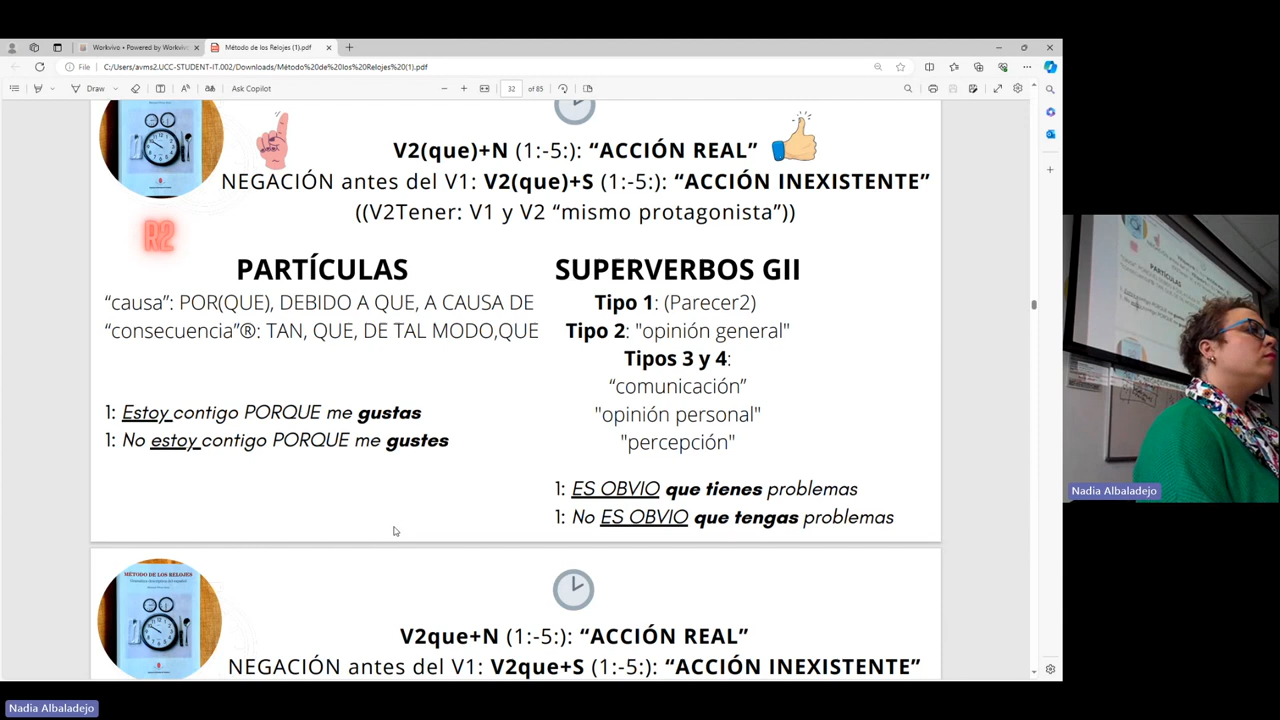 Workvivo • Powered by Workvivo
Método de los Relojes (1).pdf
File
C:/Users/avms2.UCC-STUDENT-IT.002/Downloads/Método%20de%20los%20Relojes%20(1).pdf
Draw
Ask Copilot
32 of 85
V2(que)+N (1:-5:): “ACCIÓN REAL”
NEGACIÓN antes del V1: V2(que)+S (1:-5:): “ACCIÓN INEXISTENTE”
((V2Tener: V1 y V2 “mismo protagonista”))
R2
PARTÍCULAS
“causa”: POR(QUE), DEBIDO A QUE, A CAUSA DE
“consecuencia”®: TAN, QUE, DE TAL MODO,QUE
1: Estoy contigo PORQUE me gustas
1: No estoy contigo PORQUE me gustes
SUPERVERBOS GII
Tipo 1: (Parecer2)
Tipo 2: "opinión general"
Tipos 3 y 4:
“comunicación”
"opinión personal"
"percepción"
1: ES OBVIO que tienes problemas
1: No ES OBVIO que tengas problemas
MÉTODO DE LOS RELOJES
V2que+N (1:-5:): “ACCIÓN REAL”
NEGACIÓN antes del V1: V2que+S (1:-5:): “ACCIÓN INEXISTENTE”
PARTÍCULAS
Nadia Albaladejo
Nadia Albaladejo